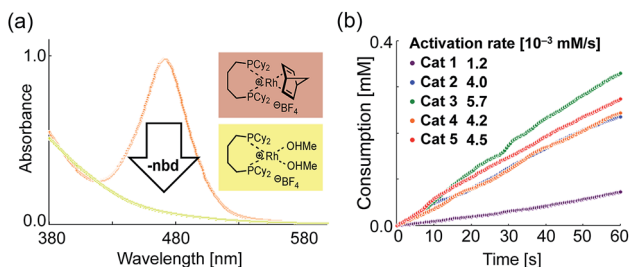 (a)
1.0
0.0
Absorbance
380
480
580
Wavelength [nm]
-nbd
PCy2
⊕Rh
PCy2
⊖BF4
PCy2
⊕Rh
OHMe
OHMe
PCy2
⊖BF4
(b)
0.4
0
Consumption [mM]
Activation rate [10⁻³ mM/s]
Cat 1 1.2
Cat 2 4.0
Cat 3 5.7
Cat 4 4.2
Cat 5 4.5
0 10 20 30 40 50 60
Time [s]